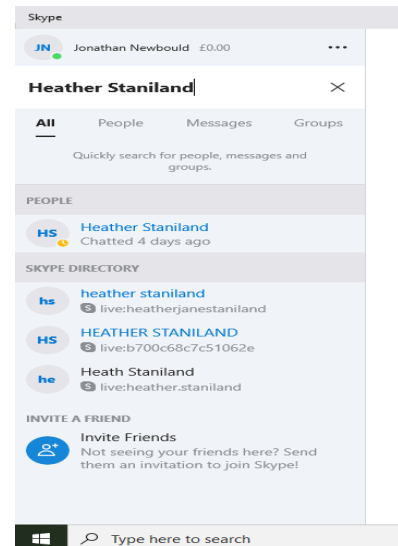 Skype
JN Jonathan Newbould £0.00
Heather Staniland
All People Messages Groups
Quickly search for people, messages and
groups.
PEOPLE
HS Heather Staniland
Chatted 4 days ago
SKYPE DIRECTORY
hs heather staniland
S live:heatherjanestaniland
HS HEATHER STANILAND
S live:b700c68c7c51062e
he Heath Staniland
S live:heather.staniland
INVITE A FRIEND
Invite Friends
Not seeing your friends here? Send
them an invitation to join Skype!
Type here to search